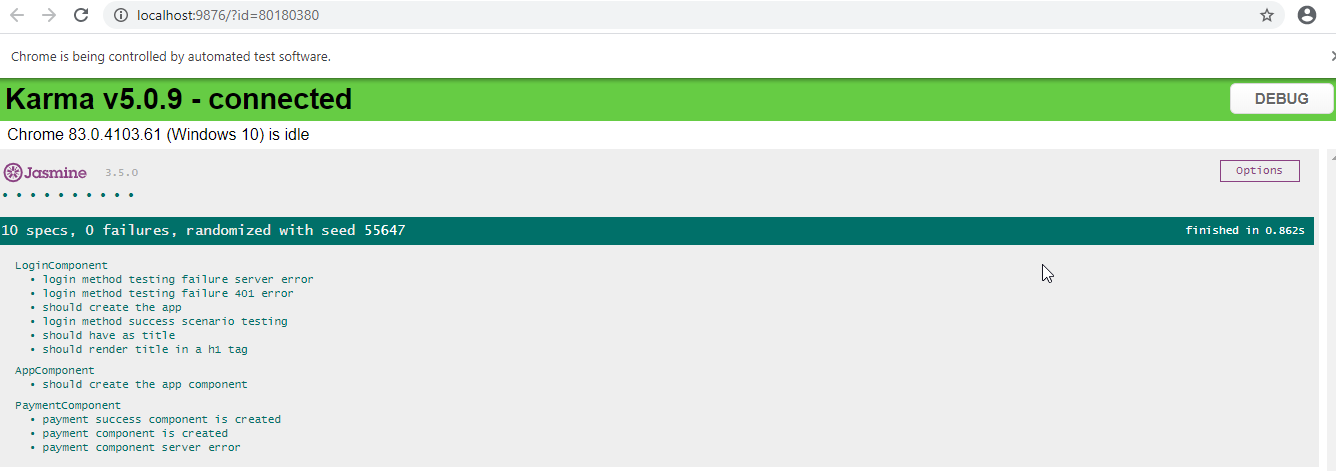 localhost:9876/?id=80180380
Chrome is being controlled by automated test software.
Karma v5.0.9 - connected
DEBUG
Chrome 83.0.4103.61 (Windows 10) is idle
Jasmine 3.5.0
Options
••••••••••
10 specs, 0 failures, randomized with seed 55647
finished in 0.862s
LoginComponent
• login method testing failure server error
• login method testing failure 401 error
• should create the app
• login method success scenario testing
• should have as title
• should render title in a h1 tag
AppComponent
• should create the app component
PaymentComponent
• payment success component is created
• payment component is created
• payment component server error